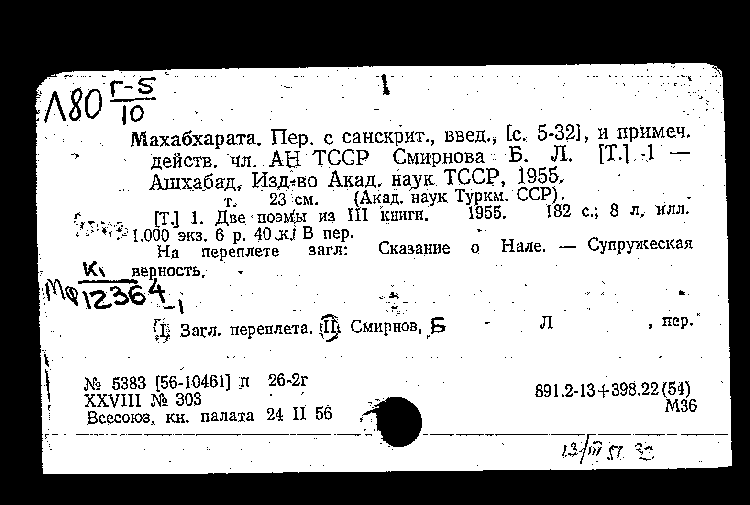 Л80 Г-5/10
1
Махабхарата. Пер. с санскрит., введ., [с. 5-32], и примеч.
действ. чл. АН ТССР Смирнова Б. Л. [Т.] 1 —
Ашхабад, Изд-во Акад. наук ТССР, 1955.
т. 23 см. (Акад. наук Туркм. ССР).
[Т.] 1. Две поэмы из III книги. 1955. 182 с.; 8 л. илл.
1.000 экз. 6 р. 40 к. В пер.
На переплете загл: Сказание о Нале. — Супружеская
верность.
К1
МФ 12364-1
[I] Загл. переплета. (II) Смирнов, Б Л , пер.
№ 5383 [56-10461] п 26-2г
XXVIII № 303
Всесоюз. кн. палата 24 II 56
891.2-13+398.22(54)
М36
13/III 57